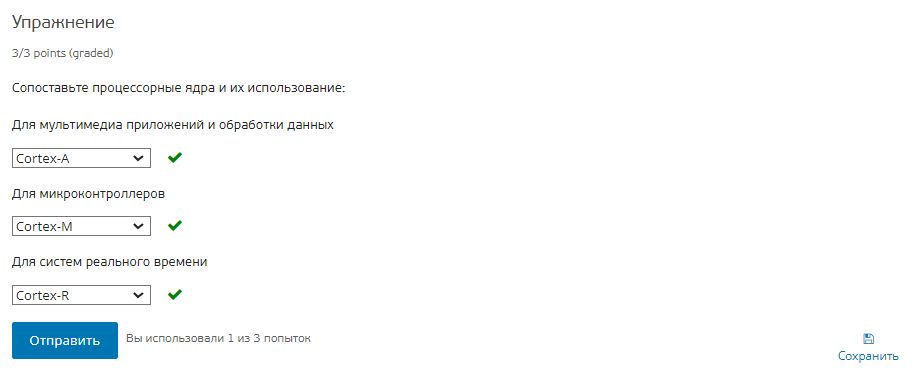 Упражнение
3/3 points (graded)
Сопоставьте процессорные ядра и их использование:
Для мультимедиа приложений и обработки данных
Cortex-A
Для микроконтроллеров
Cortex-M
Для систем реального времени
Cortex-R
Отправить
Вы использовали 1 из 3 попыток
Сохранить